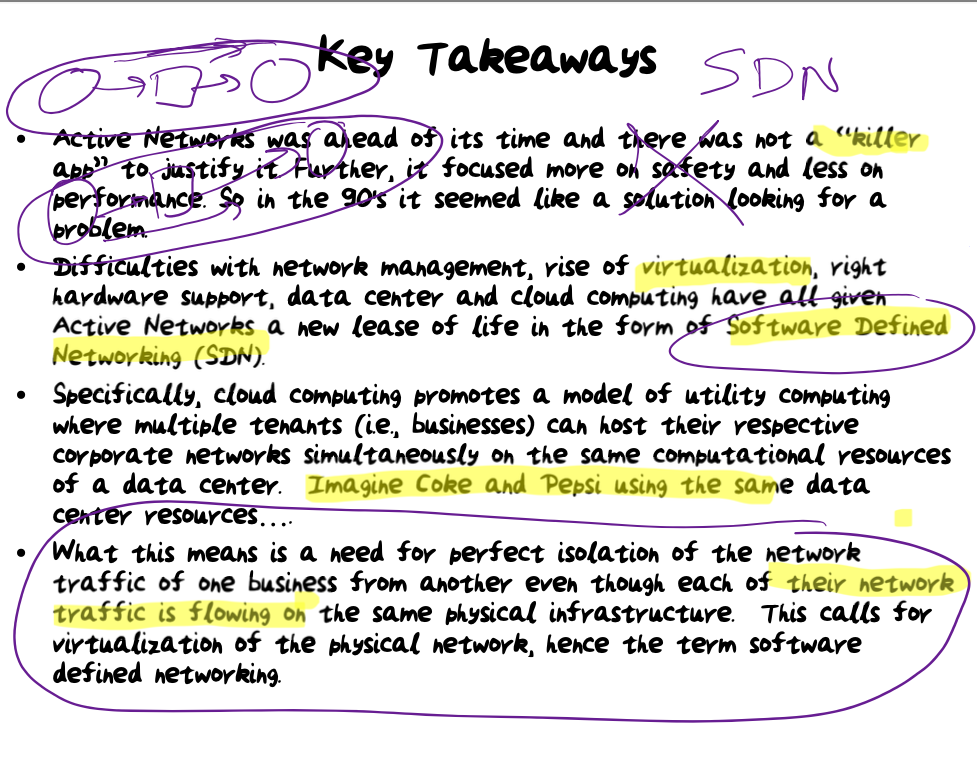 Key Takeaways
SDN
• Active Networks was ahead of its time and there was not a "killer
app" to justify it. Further, it focused more on safety and less on
performance. So in the 90's it seemed like a solution looking for a
problem.
• Difficulties with network management, rise of virtualization, right
hardware support, data center and cloud computing have all given
Active Networks a new lease of life in the form of Software Defined
Networking (SDN).
• Specifically, cloud computing promotes a model of utility computing
where multiple tenants (i.e., businesses) can host their respective
corporate networks simultaneously on the same computational resources
of a data center. Imagine Coke and Pepsi using the same data
center resources....
• What this means is a need for perfect isolation of the network
traffic of one business from another even though each of their network
traffic is flowing on the same physical infrastructure. This calls for
virtualization of the physical network, hence the term software
defined networking.